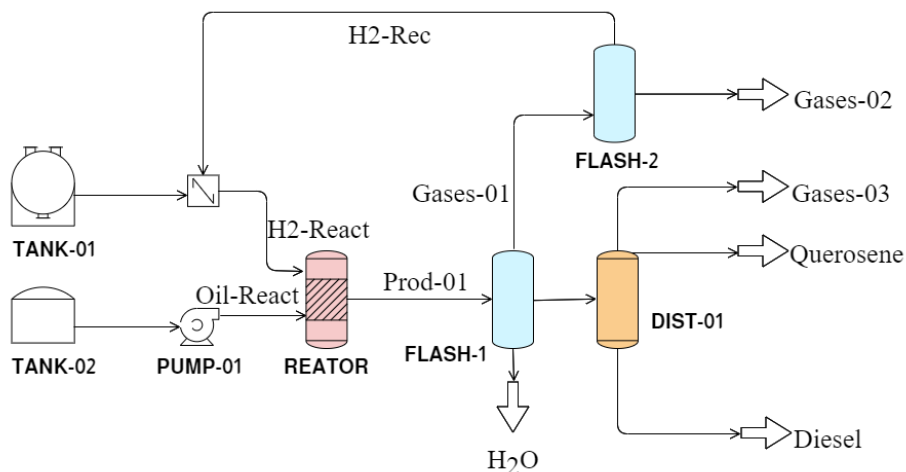 H2-Rec
Gases-02
FLASH-2
Gases-01
Gases-03
H2-React
Querosene
TANK-01
Oil-React
Prod-01
DIST-01
TANK-02
PUMP-01
REATOR
FLASH-1
Diesel
H2O